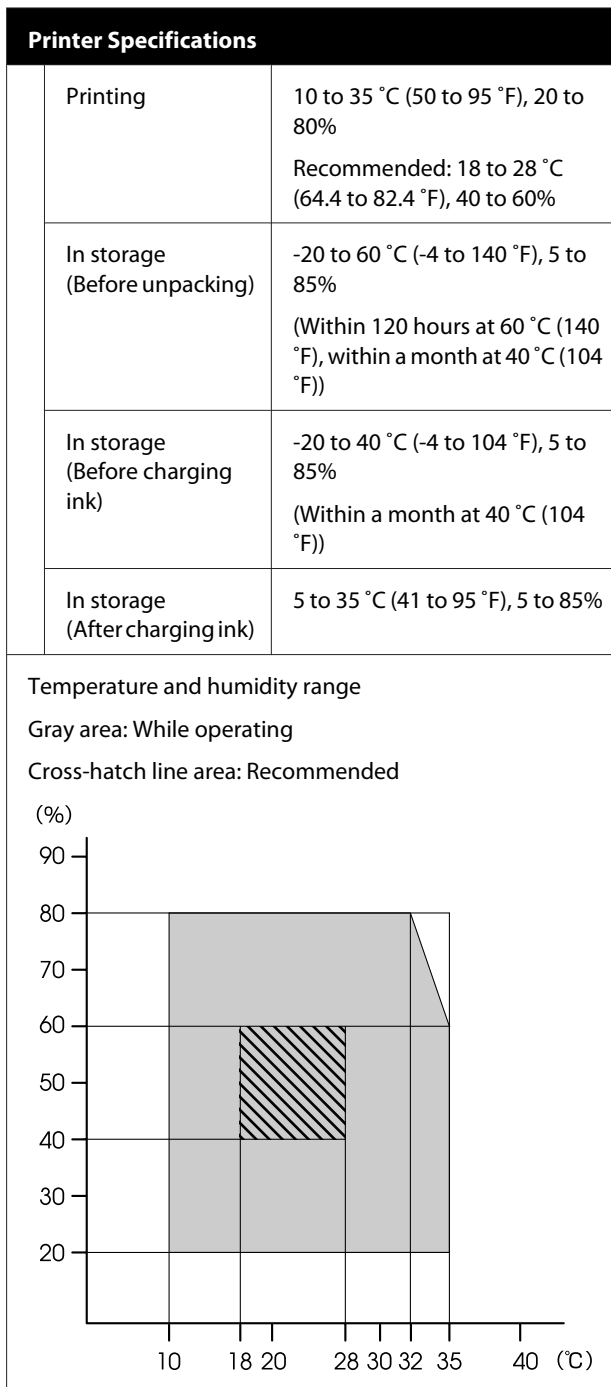 Printer Specifications
Printing
10 to 35 ˚C (50 to 95 ˚F), 20 to
80%
Recommended: 18 to 28 ˚C
(64.4 to 82.4 ˚F), 40 to 60%
In storage
(Before unpacking)
-20 to 60 ˚C (-4 to 140 ˚F), 5 to
85%
(Within 120 hours at 60 ˚C (140
˚F), within a month at 40 ˚C (104
˚F))
In storage
(Before charging
ink)
-20 to 40 ˚C (-4 to 104 ˚F), 5 to
85%
(Within a month at 40 ˚C (104
˚F))
In storage
(After charging ink)
5 to 35 ˚C (41 to 95 ˚F), 5 to 85%
Temperature and humidity range
Gray area: While operating
Cross-hatch line area: Recommended
(%)
90
80
70
60
50
40
30
20
10 18 20 28 30 32 35 40 (℃)